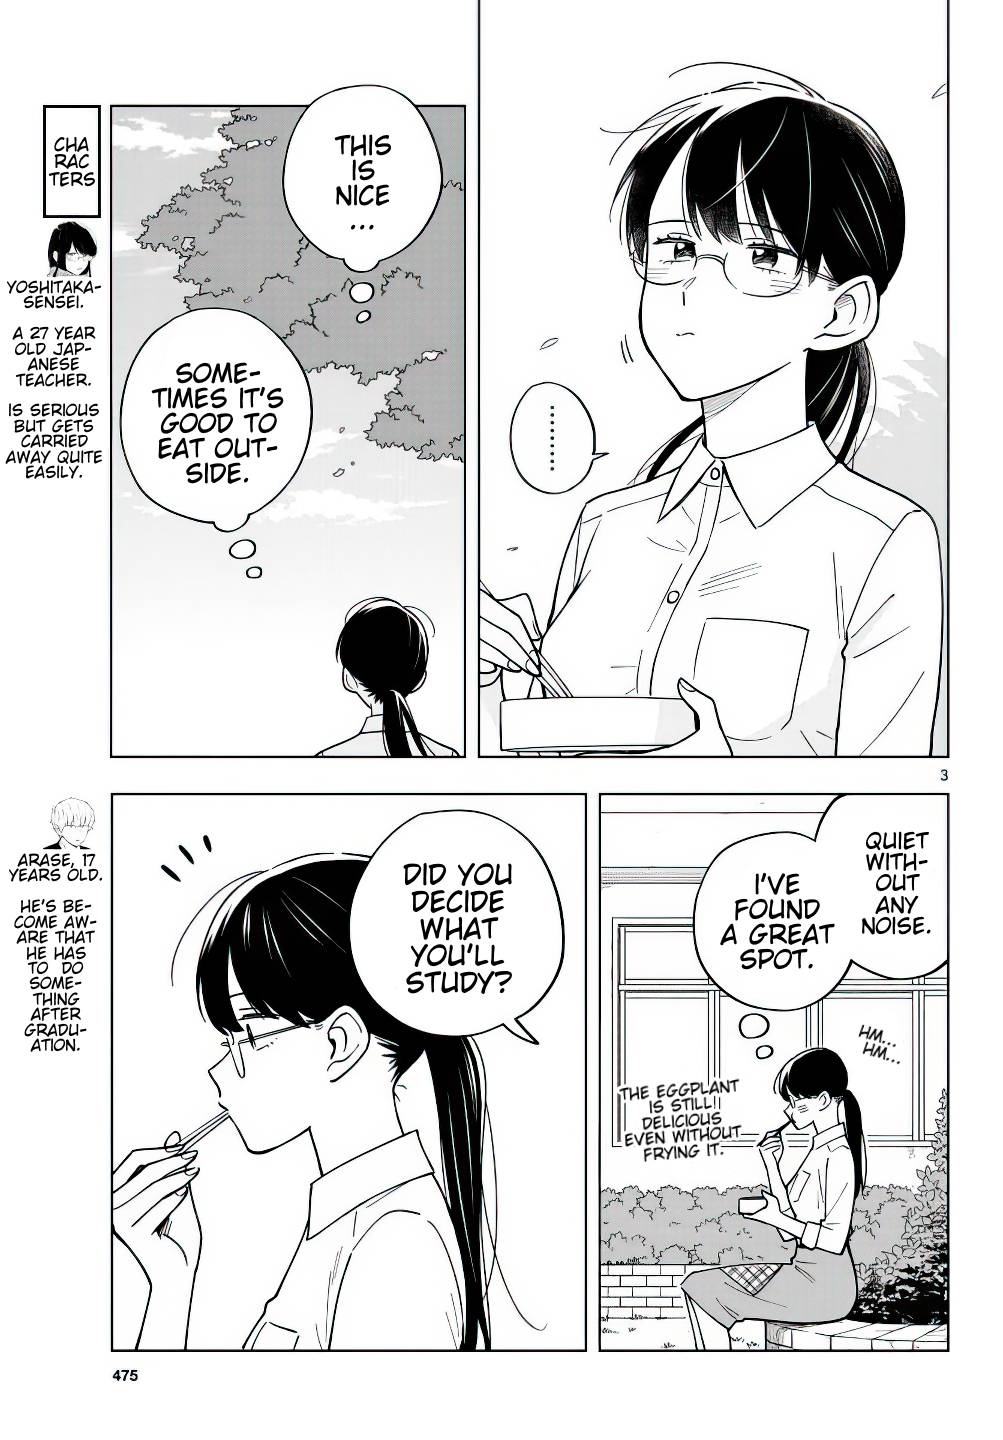 .........
THIS
IS
NICE
...
SOME-
TIMES IT'S
GOOD TO
EAT OUT-
SIDE.
CHA
RAC
TERS
YOSHITAKA-
SENSEI.
A 27 YEAR
OLD JAP-
ANESE
TEACHER.
IS SERIOUS
BUT GETS
CARRIED
AWAY QUITE
EASILY.
3
QUIET
WITH-
OUT
ANY
NOISE.
I'VE
FOUND
A GREAT
SPOT.
HM...
HM...
THE EGGPLANT
IS STILL!!
DELICIOUS
EVEN WITHOUT
FRYING IT.
DID YOU
DECIDE
WHAT
YOU'LL
STUDY?
ARASE, 17
YEARS OLD.
HE'S BE-
COME AW-
ARE THAT
HE HAS
TO DO
SOME-
THING
AFTER
GRADU-
ATION.
475